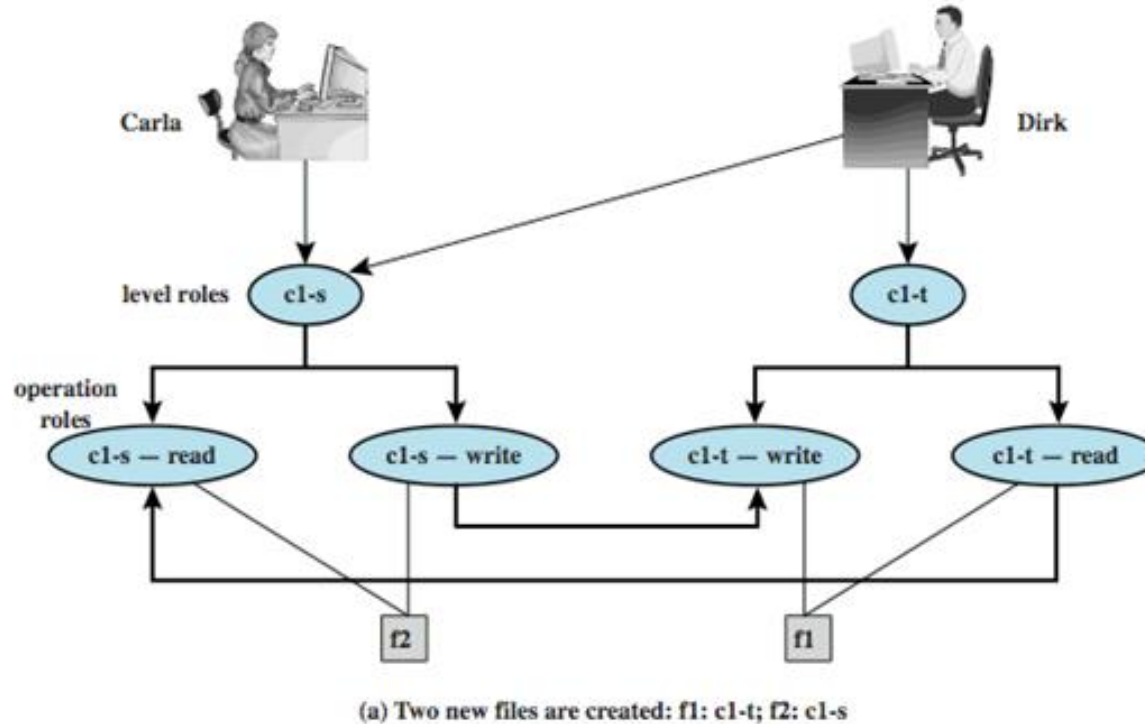 Carla
Dirk
level roles
c1-s
c1-t
operation
roles
c1-s — read
c1-s — write
c1-t — write
c1-t — read
f2
f1
(a) Two new files are created: f1: c1-t; f2: c1-s